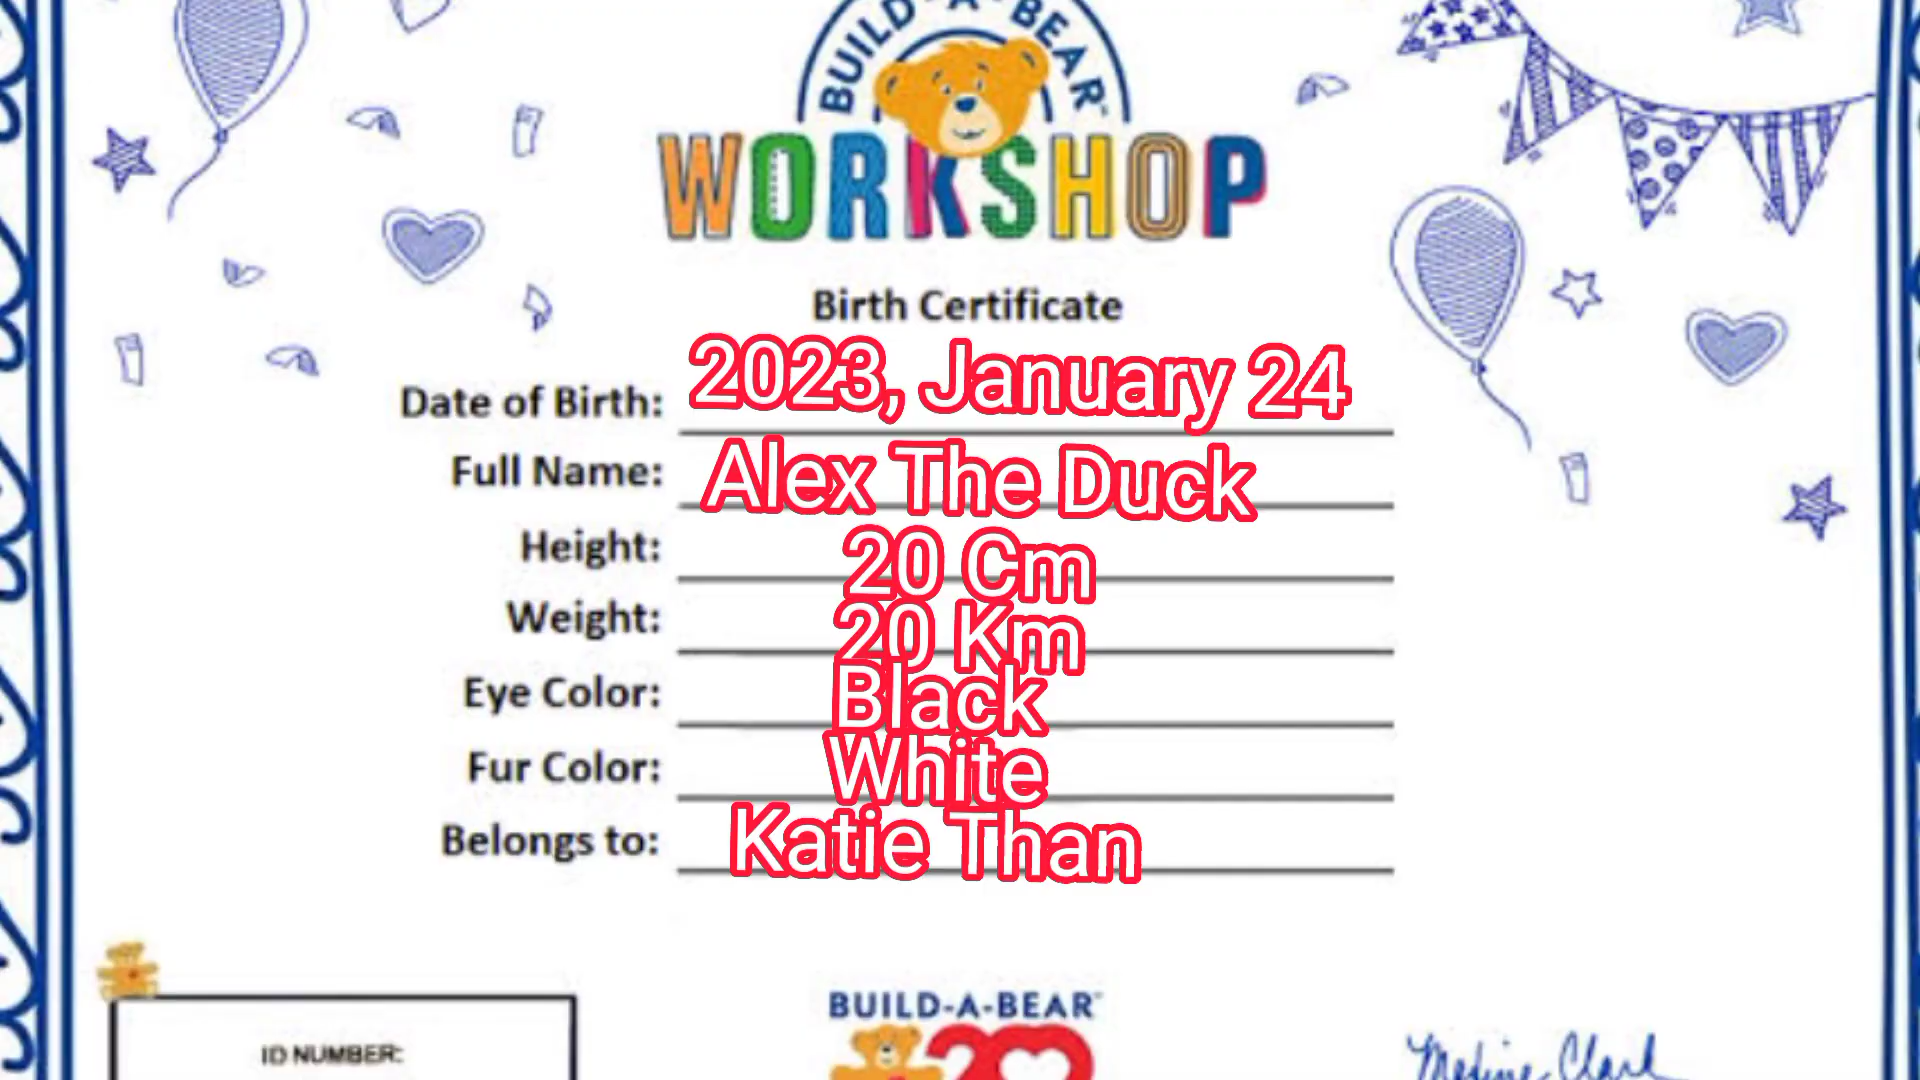 BUILD-A-BEAR
WORKSHOP
Birth Certificate
Date of Birth: 2023, January 24
Full Name: Alex The Duck
Height: 20 Cm
Weight: 20 Km
Eye Color: Black
Fur Color: White
Belongs to: Katie Than
BUILD-A-BEAR
ID NUMBER:
20